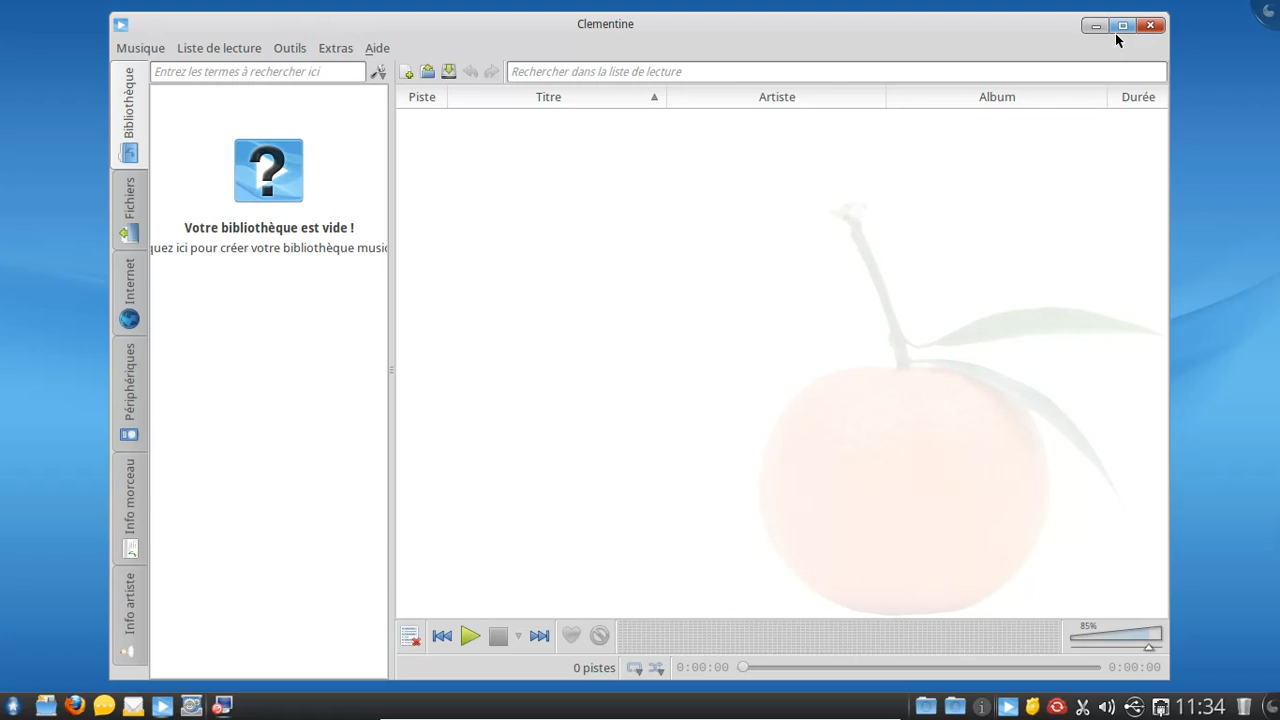 Clementine
Musique Liste de lecture Outils Extras Aide
Entrez les termes à rechercher ici
Rechercher dans la liste de lecture
Piste Titre Artiste Album Durée
Bibliothèque
Fichiers
Internet
Périphériques
Info morceau
Info artiste
?
Votre bibliothèque est vide !
quez ici pour créer votre bibliothèque music
85%
0 pistes 0:00:00 0:00:00
11:34